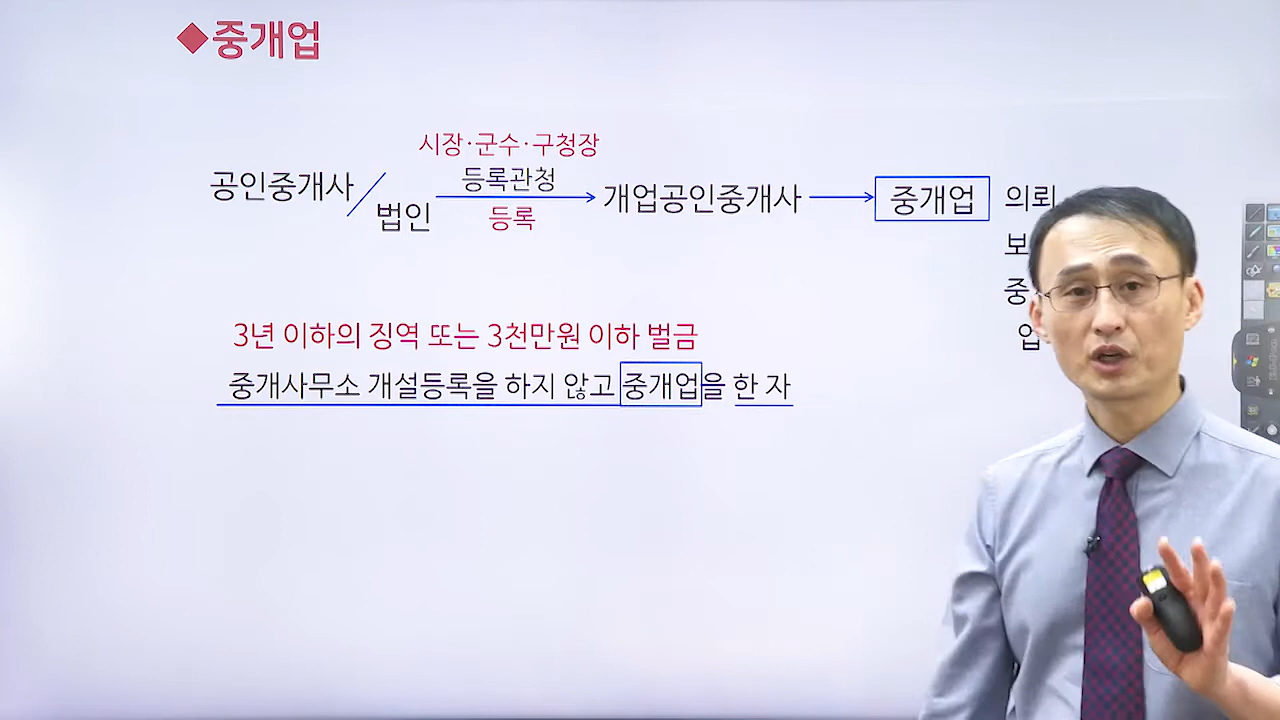 ◆중개업
시장·군수·구청장
공인중개사/법인 등록관청 개업공인중개사 중개업 의뢰
등록
보
중
업
3년 이하의 징역 또는 3천만원 이하 벌금
중개사무소 개설등록을 하지 않고 중개업을 한 자